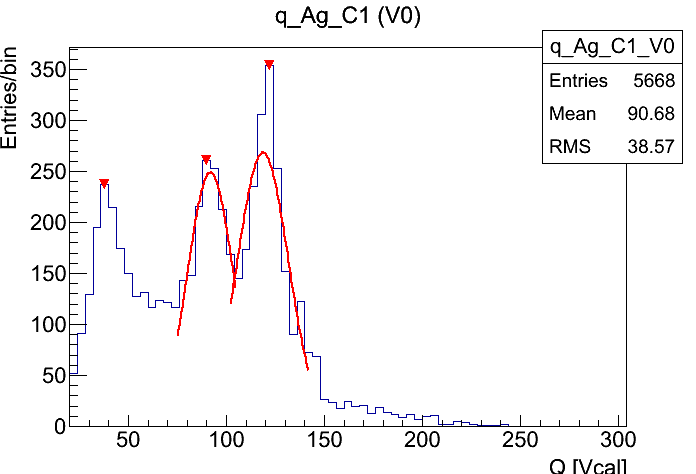 q_Ag_C1 (V0)
q_Ag_C1_V0
Entries 5668
Mean 90.68
RMS 38.57
Entries/bin
350
300
250
200
150
100
50
0
50 100 150 200 250 300
Q [Vcal]